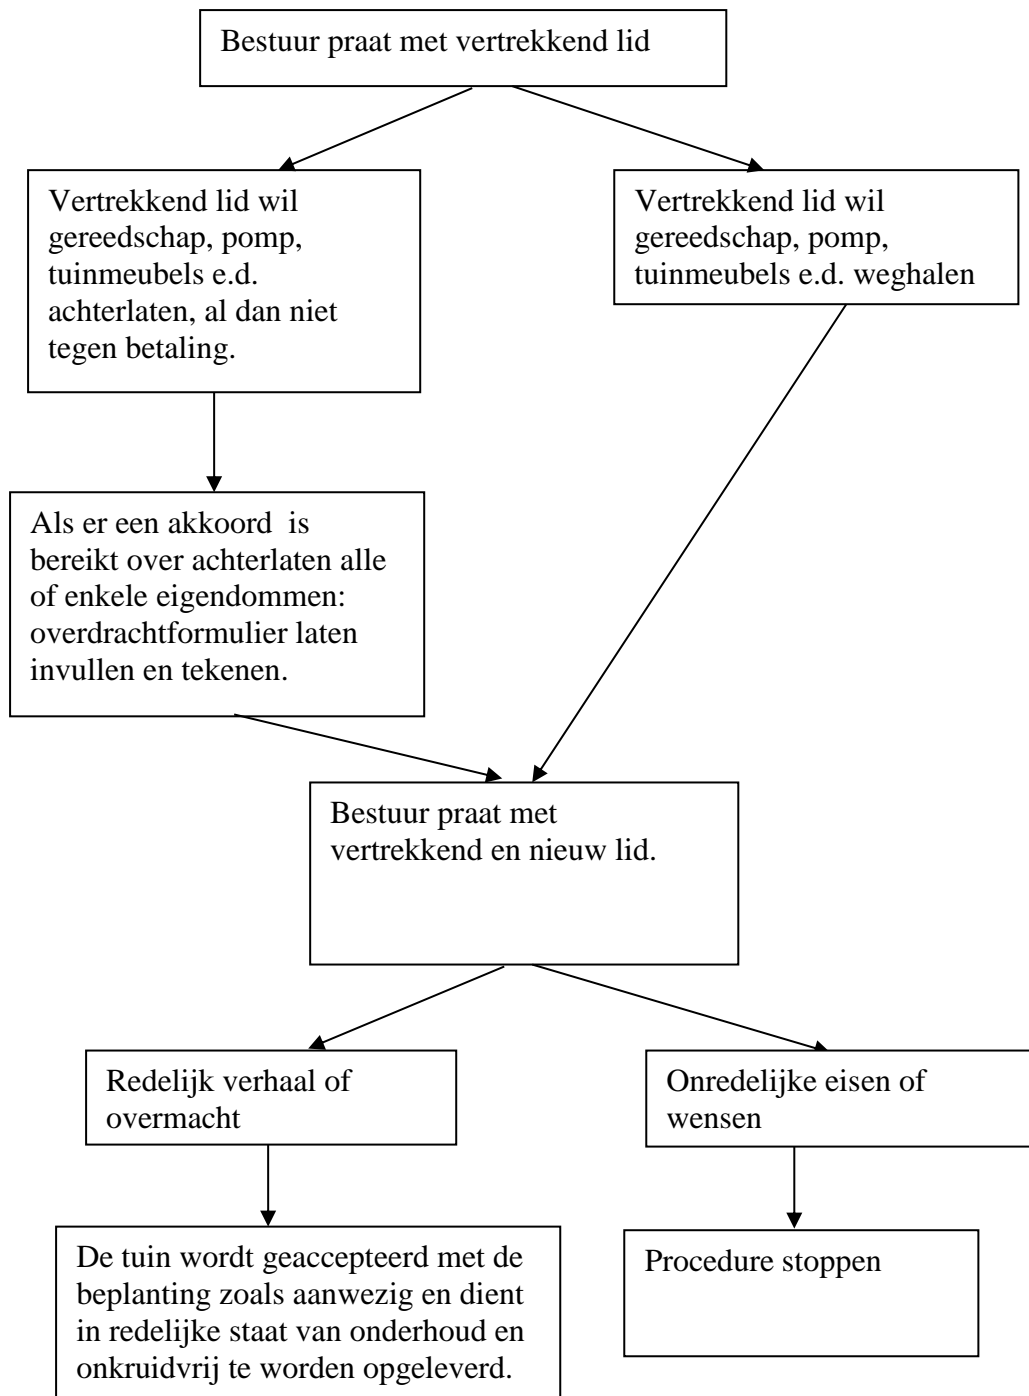 Bestuur praat met vertrekkend lid
Vertrekkend lid wil
gereedschap, pomp,
tuinmeubels e.d.
achterlaten, al dan niet
tegen betaling.
Vertrekkend lid wil
gereedschap, pomp,
tuinmeubels e.d. weghalen
Als er een akkoord  is
bereikt over achterlaten alle
of enkele eigendommen:
overdrachtformulier laten
invullen en tekenen.
Bestuur praat met
vertrekkend en nieuw lid.
Redelijk verhaal of
overmacht
Onredelijke eisen of
wensen
De tuin wordt geaccepteerd met de
beplanting zoals aanwezig en dient
in redelijke staat van onderhoud en
onkruidvrij te worden opgeleverd.
Procedure stoppen